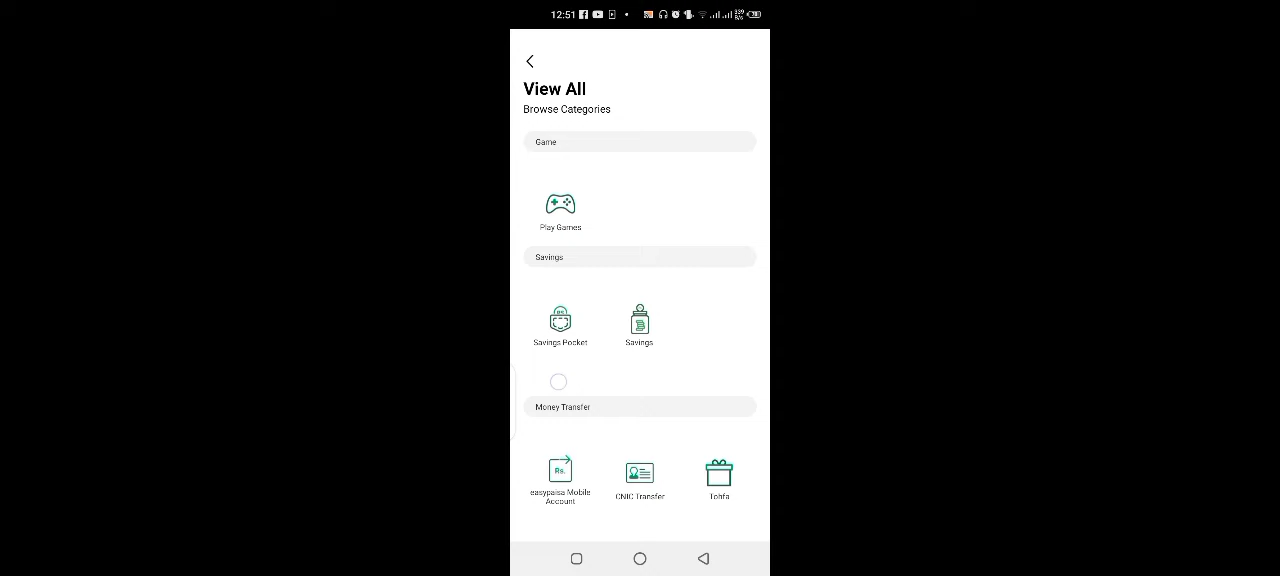 12:51
View All
Browse Categories
Game
Play Games
Savings
Savings Pocket
Savings
Money Transfer
Rs.
easypaisa Mobile
Account
CNIC Transfer
Tohfa